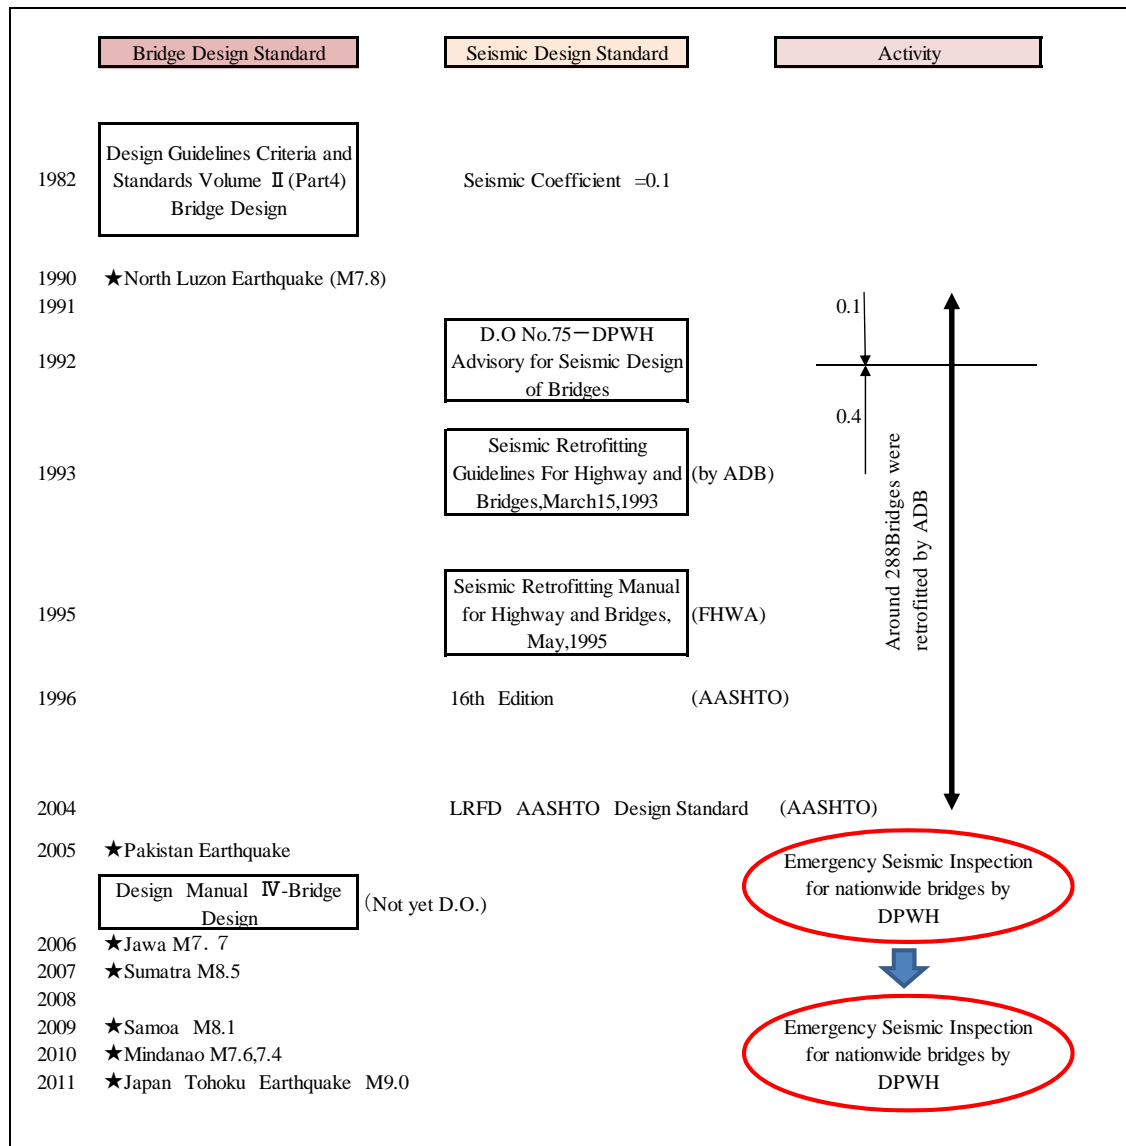 Bridge Design Standard
Seismic Design Standard
Activity
1982
Design Guidelines Criteria and
Standards Volume Ⅱ (Part4)
Bridge Design
Seismic Coefficient =0.1
1990
★North Luzon Earthquake (M7.8)
1991
0.1
1992
D.O No.75－DPWH
Advisory for Seismic Design
of Bridges
0.4
1993
Seismic Retrofitting
Guidelines For Highway and
Bridges,March15,1993
(by ADB)
Around 288Bridges were
retrofitted by ADB
1995
Seismic Retrofitting Manual
for Highway and Bridges,
May,1995
(FHWA)
1996
16th Edition
(AASHTO)
2004
LRFD AASHTO Design Standard
(AASHTO)
2005
★Pakistan Earthquake
Emergency Seismic Inspection
for nationwide bridges by
DPWH
Design Manual Ⅳ-Bridge
Design
(Not yet D.O.)
2006
★Jawa M7．7
2007
★Sumatra M8.5
2008
2009
★Samoa M8.1
Emergency Seismic Inspection
for nationwide bridges by
DPWH
2010
★Mindanao M7.6,7.4
2011
★Japan Tohoku Earthquake M9.0